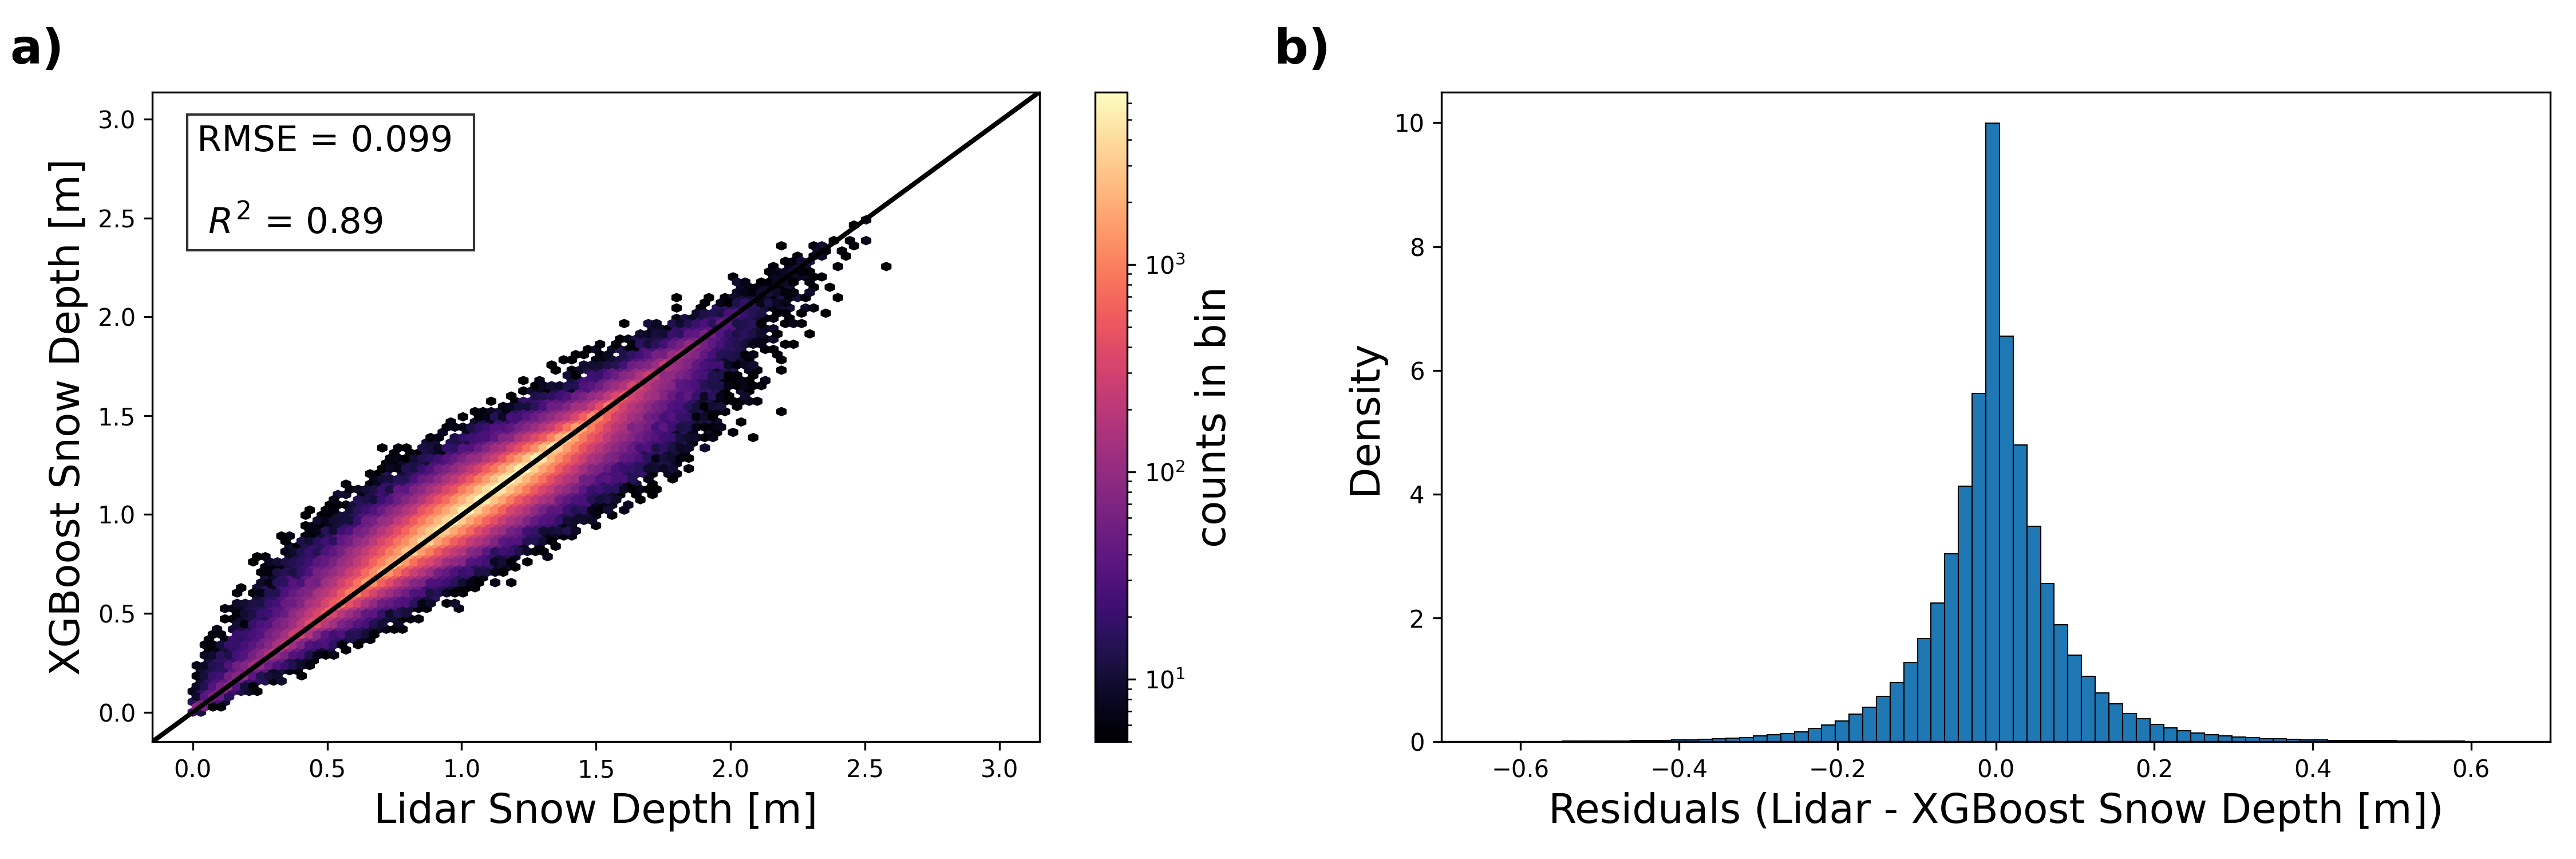 a)
RMSE = 0.099
R² = 0.89
XGBoost Snow Depth [m]
3.0
2.5
2.0
1.5
1.0
0.5
0.0
0.0 0.5 1.0 1.5 2.0 2.5 3.0
Lidar Snow Depth [m]
10³
10²
10¹
counts in bin
b)
Density
10
8
6
4
2
0
−0.6 −0.4 −0.2 0.0 0.2 0.4 0.6
Residuals (Lidar - XGBoost Snow Depth [m])